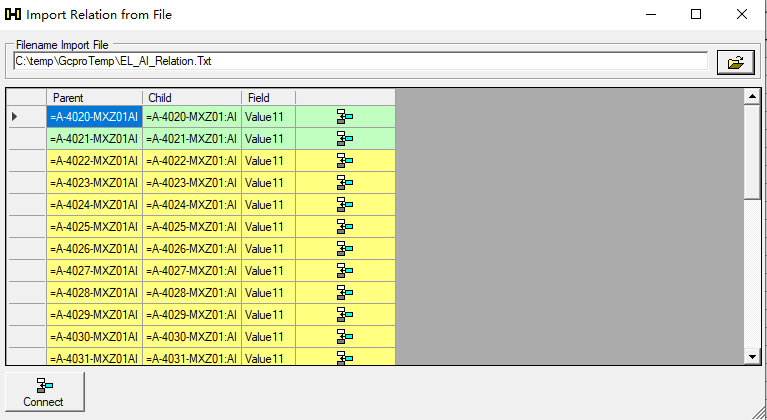 Import Relation from File
Filename Import File
C:\temp\GcproTemp\EL_AI_Relation.Txt
Parent Child Field
=A-4020-MXZ01AI =A-4020-MXZ01:AI Value11
=A-4021-MXZ01AI =A-4021-MXZ01:AI Value11
=A-4022-MXZ01AI =A-4022-MXZ01:AI Value11
=A-4023-MXZ01AI =A-4023-MXZ01:AI Value11
=A-4024-MXZ01AI =A-4024-MXZ01:AI Value11
=A-4025-MXZ01AI =A-4025-MXZ01:AI Value11
=A-4026-MXZ01AI =A-4026-MXZ01:AI Value11
=A-4027-MXZ01AI =A-4027-MXZ01:AI Value11
=A-4028-MXZ01AI =A-4028-MXZ01:AI Value11
=A-4029-MXZ01AI =A-4029-MXZ01:AI Value11
=A-4030-MXZ01AI =A-4030-MXZ01:AI Value11
=A-4031-MXZ01AI =A-4031-MXZ01:AI Value11
Connect